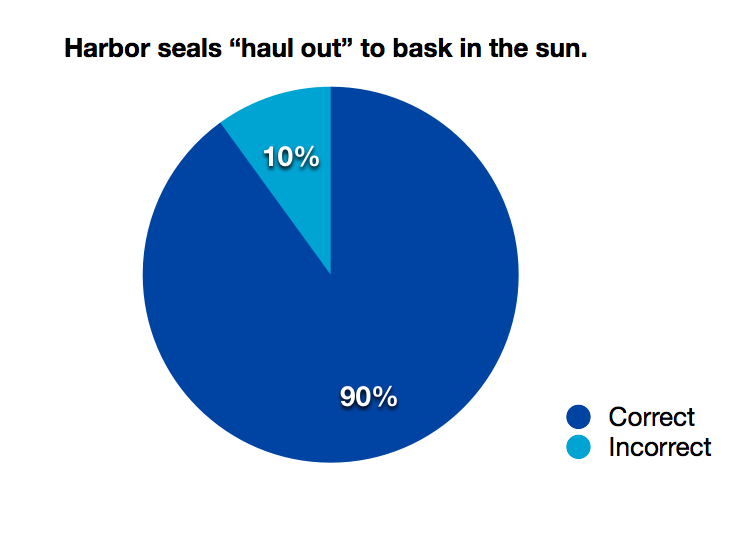 Harbor seals “haul out” to bask in the sun.
10%
90%
Correct
Incorrect